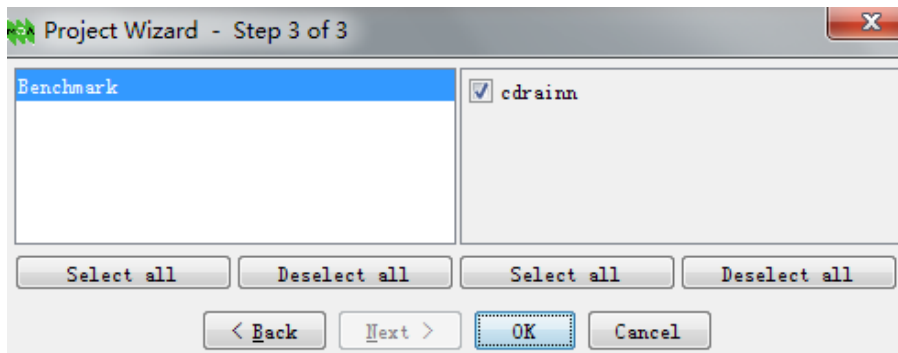 Project Wizard - Step 3 of 3
Benchmark
cdrainn
Select all Deselect all Select all Deselect all
< Back Next > OK Cancel